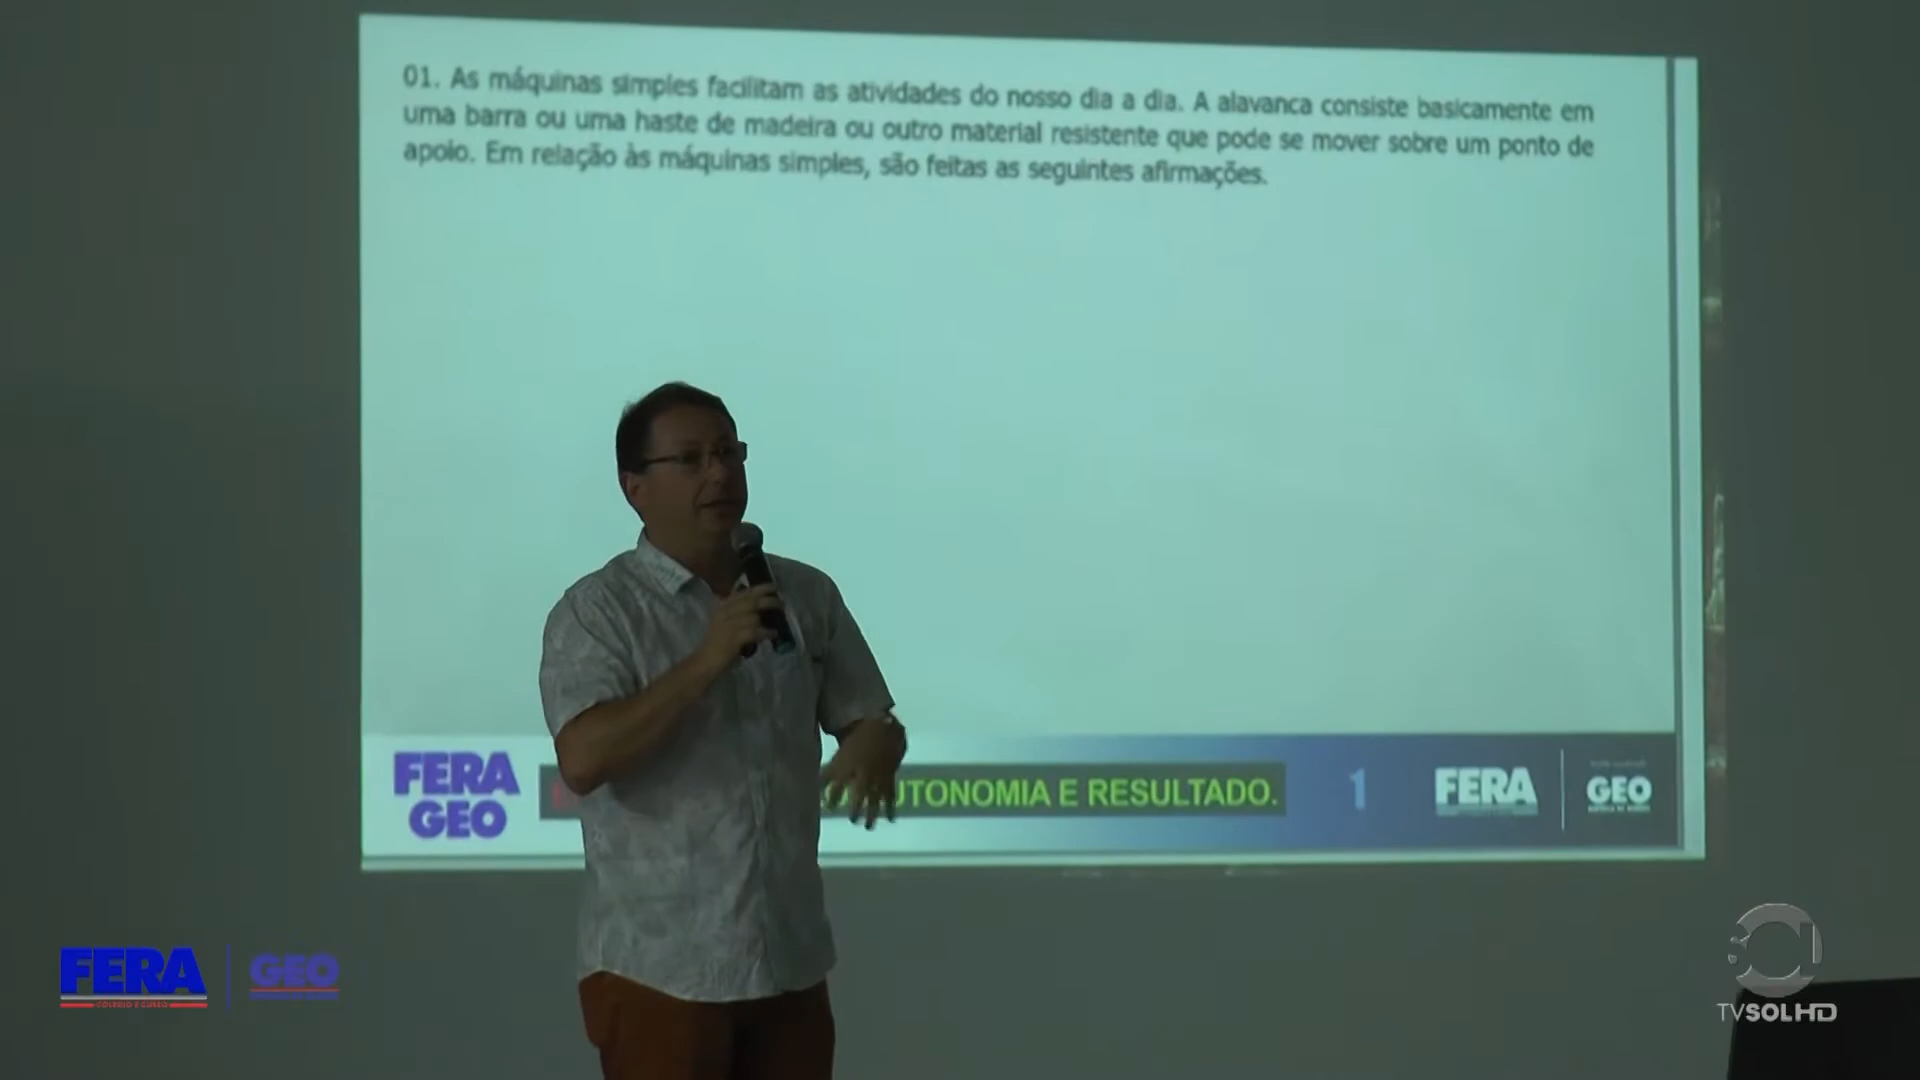 01. As máquinas simples facilitam as atividades do nosso dia a dia. A alavanca consiste basicamente em
uma barra ou uma haste de madeira ou outro material resistente que pode se mover sobre um ponto de
apoio. Em relação às máquinas simples, são feitas as seguintes afirmações.
FERA
GEO
UTONOMIA E RESULTADO.
1
FERA
GEO
FERA
COLÉGIO E CURSO
GEO
TVSOLHD